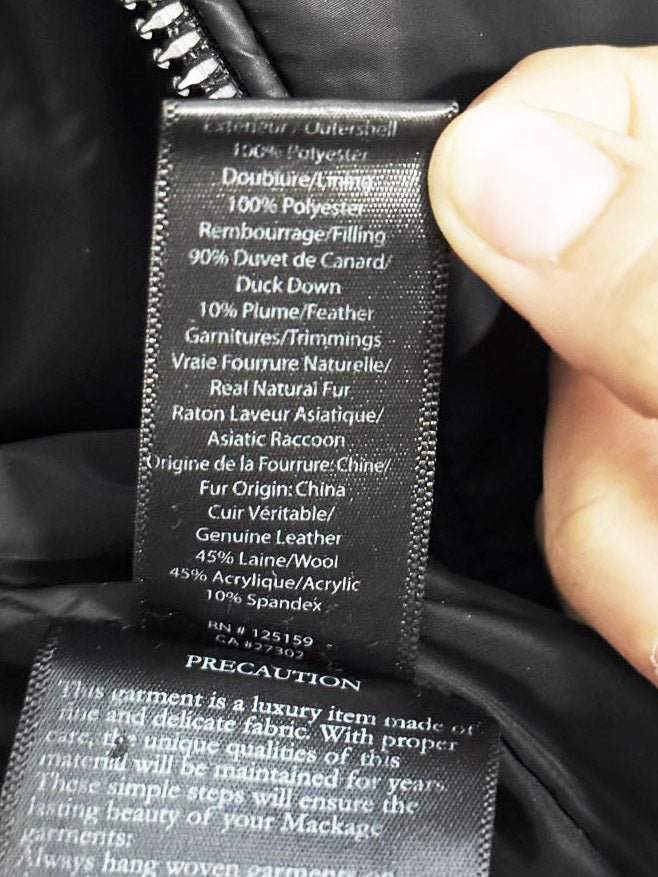 Extérieur / Outershell
100% Polyester
Doublure/Lining
100% Polyester
Rembourrage/Filling
90% Duvet de Canard/
Duck Down
10% Plume/Feather
Garnitures/Trimmings
Vraie Fourrure Naturelle/
Real Natural Fur
Raton Laveur Asiatique/
Asiatic Raccoon
Origine de la Fourrure: Chine/
Fur Origin: China
Cuir Véritable/
Genuine Leather
45% Laine/Wool
45% Acrylique/Acrylic
10% Spandex
RN # 125159
CA #27302
PRECAUTION
This garment is a luxury item made of
fine and delicate fabric. With proper
care, the unique qualities of this
material will be maintained for years.
These simple steps will ensure the
lasting beauty of your Mackage
garments:
Always hang woven garments on